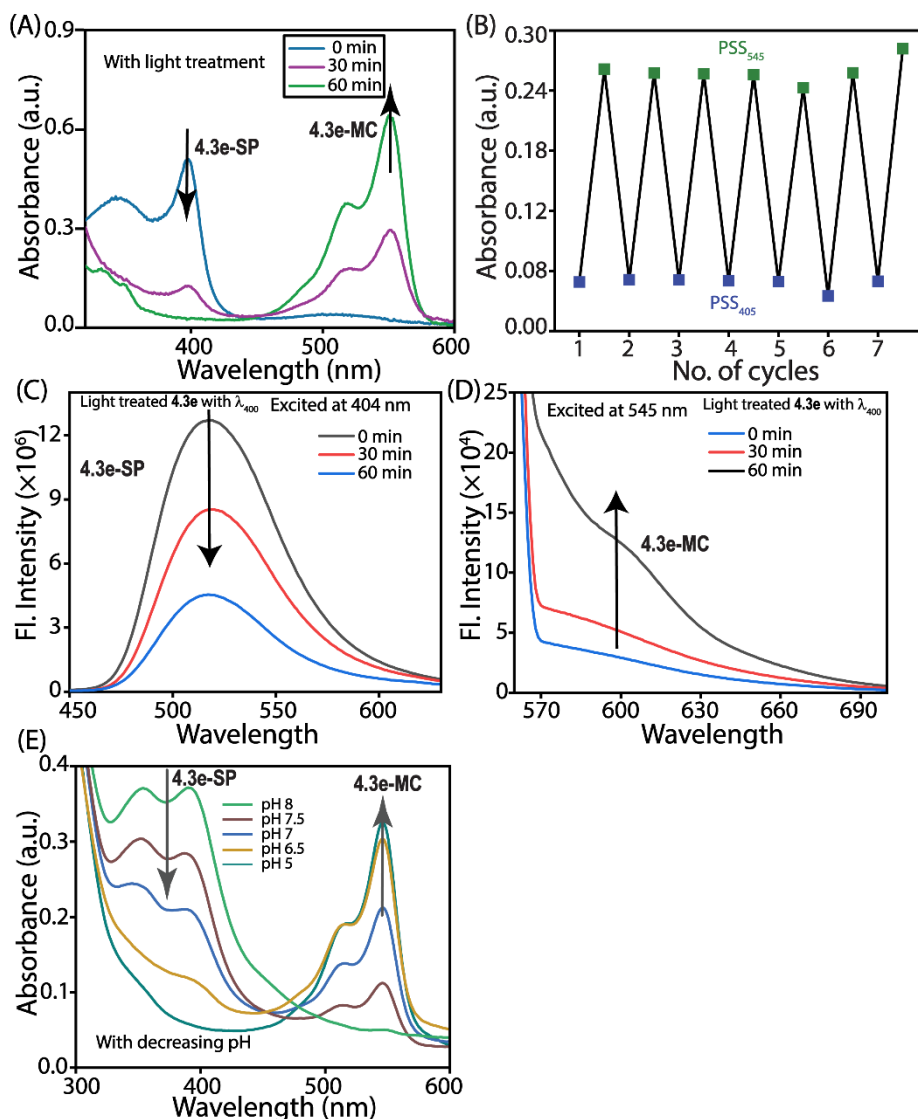 (A)
With light treatment
0 min
30 min
60 min
4.3e-SP
4.3e-MC
Absorbance (a.u.)
0.9
0.6
0.3
0.0
400
500
600
Wavelength (nm)
(B)
PSS545
PSS405
Absorbance (a.u.)
0.30
0.24
0.18
0.12
0.08
0.00
1 2 3 4 5 6 7
No. of cycles
(C)
Light treated 4.3e with λ400
Excited at 404 nm
0 min
30 min
60 min
4.3e-SP
Fl. Intensity (×10⁶)
12
9
6
3
0
450 500 550 600
Wavelength
(D)
Excited at 545 nm
Light treated 4.3e with λ400
0 min
30 min
60 min
4.3e-MC
Fl. Intensity (×10⁴)
25
20
15
10
5
0
570 600 630 660 690
Wavelength
(E)
4.3e-SP
4.3e-MC
pH 8
pH 7.5
pH 7
pH 6.5
pH 5
With decreasing pH
Absorbance (a.u.)
0.4
0.3
0.2
0.1
0.0
300 400 500 600
Wavelength (nm)